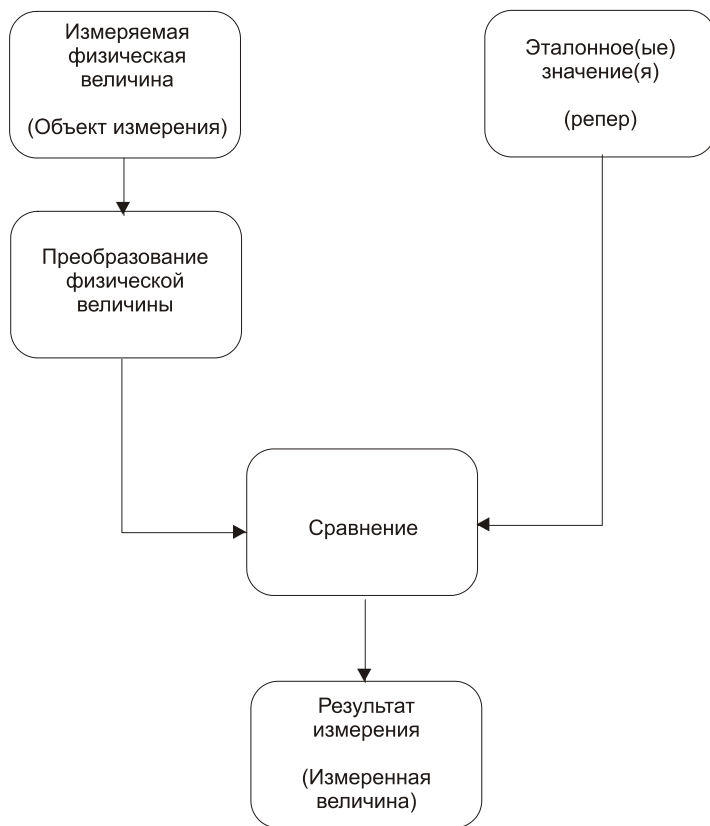 Измеряемая
физическая
величина
(Объект измерения)
Эталонное(ые)
значение(я)
(репер)
Преобразование
физической
величины
Сравнение
Результат
измерения
(Измеренная
величина)